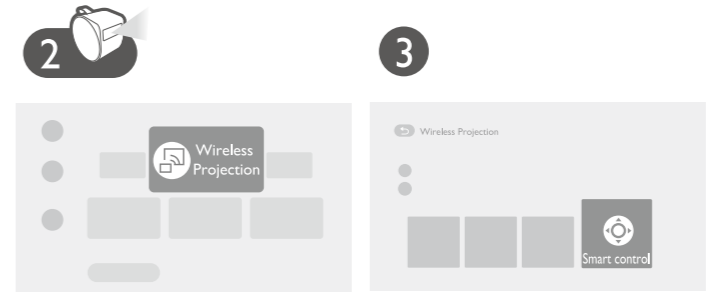 2
3
Wireless
Projection
Wireless Projection
Smart control